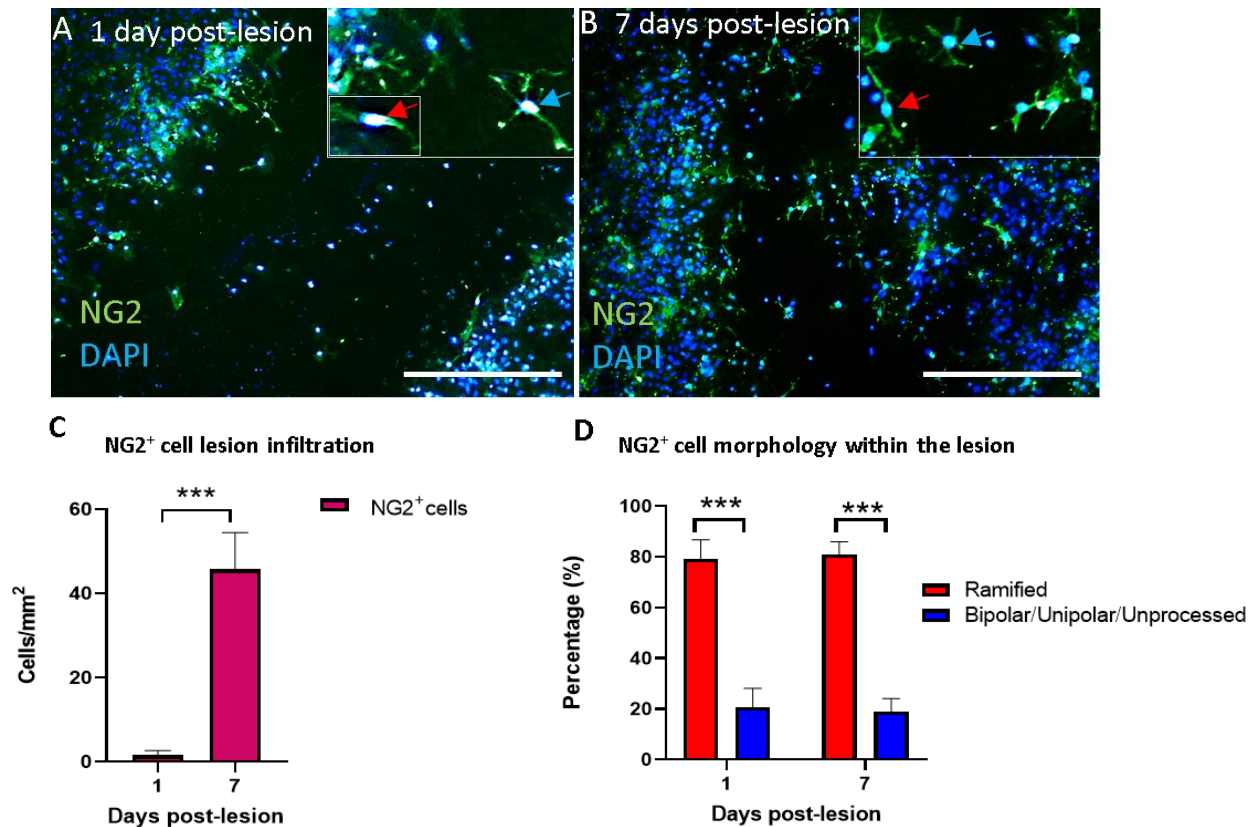 A 1 day post-lesion
NG2
DAPI
B 7 days post-lesion
NG2
DAPI
C NG2⁺ cell lesion infiltration
***
NG2⁺ cells
60
40
20
0
Cells/mm²
1 7
Days post-lesion
D NG2⁺ cell morphology within the lesion
*** ***
100
80
60
40
20
0
Percentage (%)
Ramified
Bipolar/Unipolar/Unprocessed
1 7
Days post-lesion